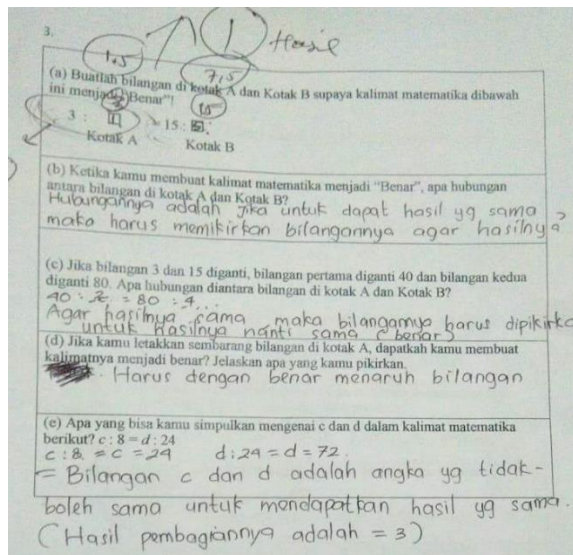 3.
1,5
1
Hasil
7,5
(a) Buatlah bilangan di kotak A dan Kotak B supaya kalimat matematika dibawah
ini menjadi "Benar"!
3 : = 15 :
Kotak A Kotak B
(b) Ketika kamu membuat kalimat matematika menjadi "Benar", apa hubungan
antara bilangan di kotak A dan Kotak B?
Hubungannya adalah jika untuk dapat hasil yg sama
maka harus memikirkan bilangannya agar hasilnya
(c) Jika bilangan 3 dan 15 diganti, bilangan pertama diganti 40 dan bilangan kedua
diganti 80. Apa hubungan diantara bilangan di kotak A dan Kotak B?
40 : 2 = 80 : 4...
Agar hasilnya sama maka bilangannya harus dipikirka
untuk hasilnya nanti sama benar)
(d) Jika kamu letakkan sembarang bilangan di kotak A, dapatkah kamu membuat
kalimatnya menjadi benar? Jelaskan apa yang kamu pikirkan.
Harus dengan benar menaruh bilangan
(e) Apa yang bisa kamu simpulkan mengenai c dan d dalam kalimat matematika
berikut? c : 8 = d : 24
c : 8 = c = 24 d : 24 = d = 72.
= Bilangan c dan d adalah angka yg tidak-
boleh sama untuk mendapatkan hasil yg sama.
(Hasil pembagiannya adalah = 3)